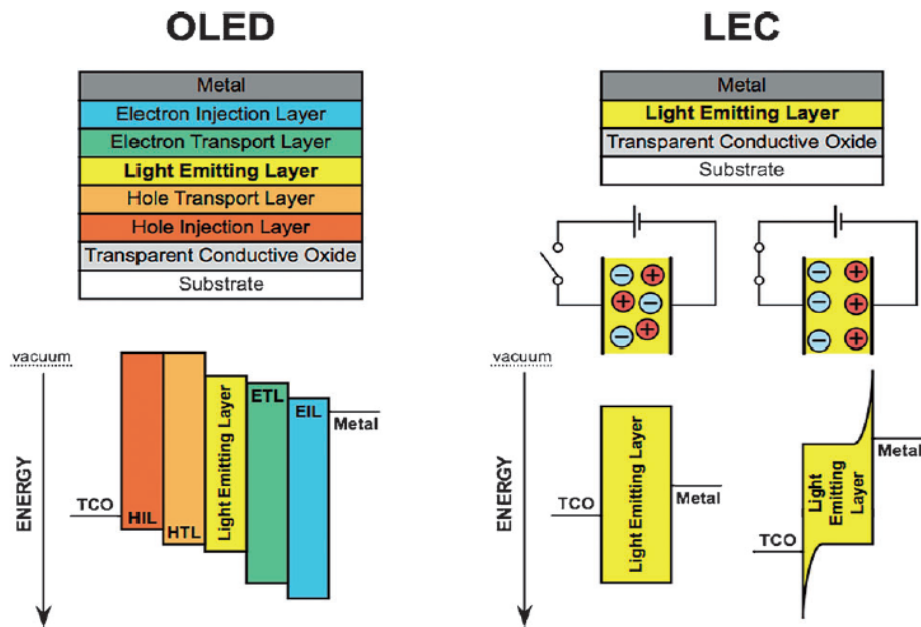 OLED
Metal
Electron Injection Layer
Electron Transport Layer
Light Emitting Layer
Hole Transport Layer
Hole Injection Layer
Transparent Conductive Oxide
Substrate
vacuum
ENERGY
TCO
HIL
HTL
Light Emitting Layer
ETL
EIL
Metal
LEC
Metal
Light Emitting Layer
Transparent Conductive Oxide
Substrate
− + + − − +
− + − + − +
vacuum
ENERGY
TCO
Light Emitting Layer
Metal
TCO
Light
Emitting
Layer
Metal